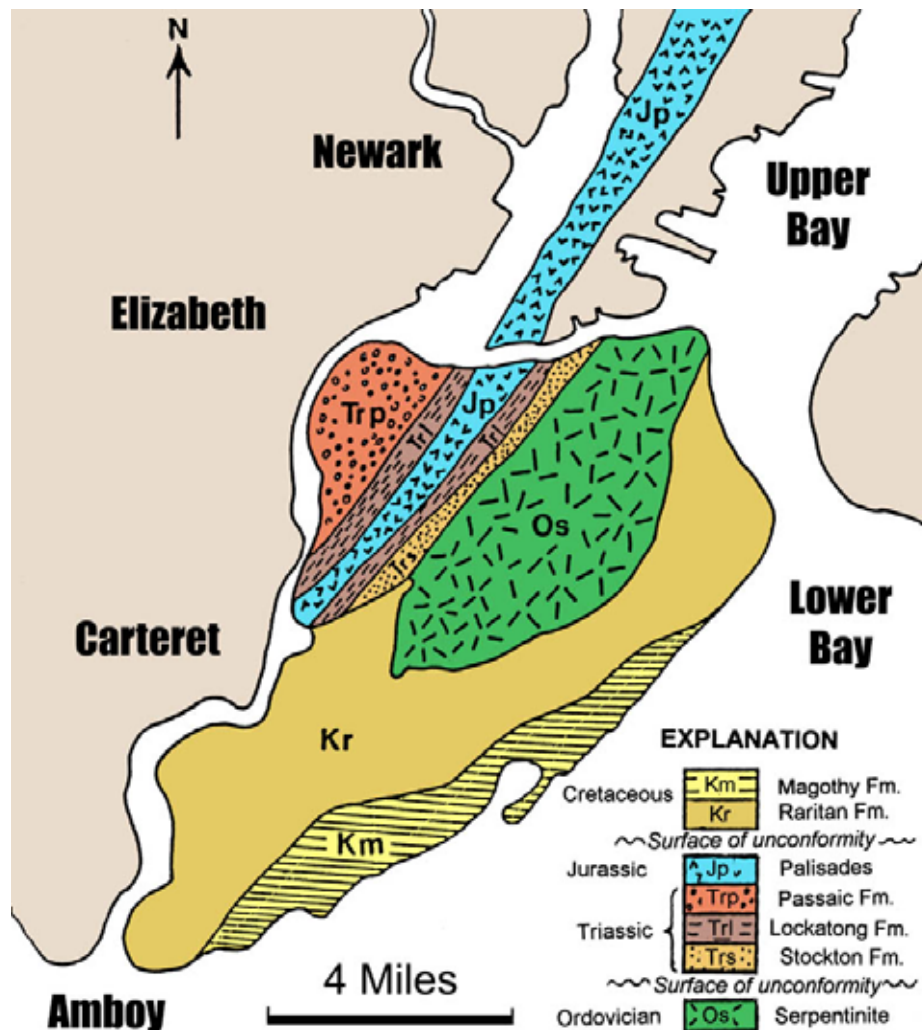 N
Newark
Jp
Upper
Bay
Elizabeth
Trp
Trl
Jp
Trl
Os
Trs
Carteret
Lower
Bay
Kr
Km
Amboy
4 Miles
EXPLANATION
Cretaceous Km Magothy Fm.
Kr Raritan Fm.
Surface of unconformity
Jurassic Jp Palisades
Triassic Trp Passaic Fm.
Trl Lockatong Fm.
Trs Stockton Fm.
Surface of unconformity
Ordovician Os Serpentinite